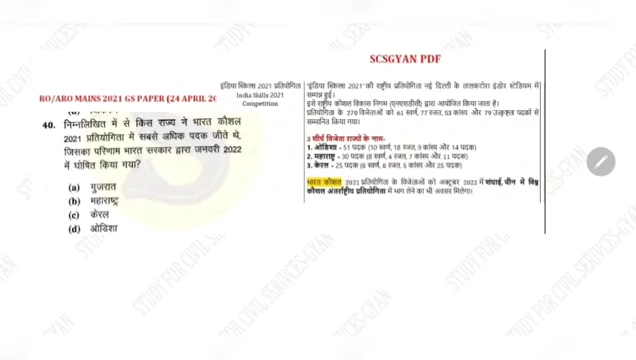 SCSGYAN PDF
RO/ARO MAINS 2021 GS PAPER (24 APRIL 20
40. निम्नलिखित में से किस राज्य ने भारत कौशल
2021 प्रतियोगिता में सबसे अधिक पदक जीते थे,
जिसका परिणाम भारत सरकार द्वारा जनवरी 2022
में घोषित किया गया?
(a) गुजरात
(b) महाराष्ट्र
(c) केरल
(d) ओडिशा
इंडिया स्किल्स 2021 प्रतियोगिता
India Skills 2021
Competition
'इंडिया स्किल्स 2021' की राष्ट्रीय प्रतियोगिता नई दिल्ली के तालकटोरा इंडोर स्टेडियम में
सम्पन्न हुई।
इसे राष्ट्रीय कौशल विकास निगम (एनएसडीसी) द्वारा आयोजित किया जाता है।
प्रतियोगिता के 270 विजेताओं को 61 स्वर्ण, 77 रजत, 53 कांस्य और 79 उत्कृष्टता पदकों से
सम्मानित किया गया।
3 शीर्ष विजेता राज्यों के नाम-
1. ओडिशा - 51 पदक (10 स्वर्ण, 18 रजत, 9 कांस्य और 14 पदक)
2. महाराष्ट्र - 30 पदक (8 स्वर्ण, 4 रजत, 7 कांस्य और 11 पदक)
3. केरल - 25 पदक (8 स्वर्ण, 8 रजत, 5 कांस्य और 25 पदक)
भारत कौशल 2021 प्रतियोगिता के विजेताओं को अक्टूबर 2022 में शंघाई, चीन में विश्व
कौशल अंतर्राष्ट्रीय प्रतियोगिता में भाग लेने का भी अवसर मिलेगा।
STUDY FOR CIVIL SERVICES-GYAN